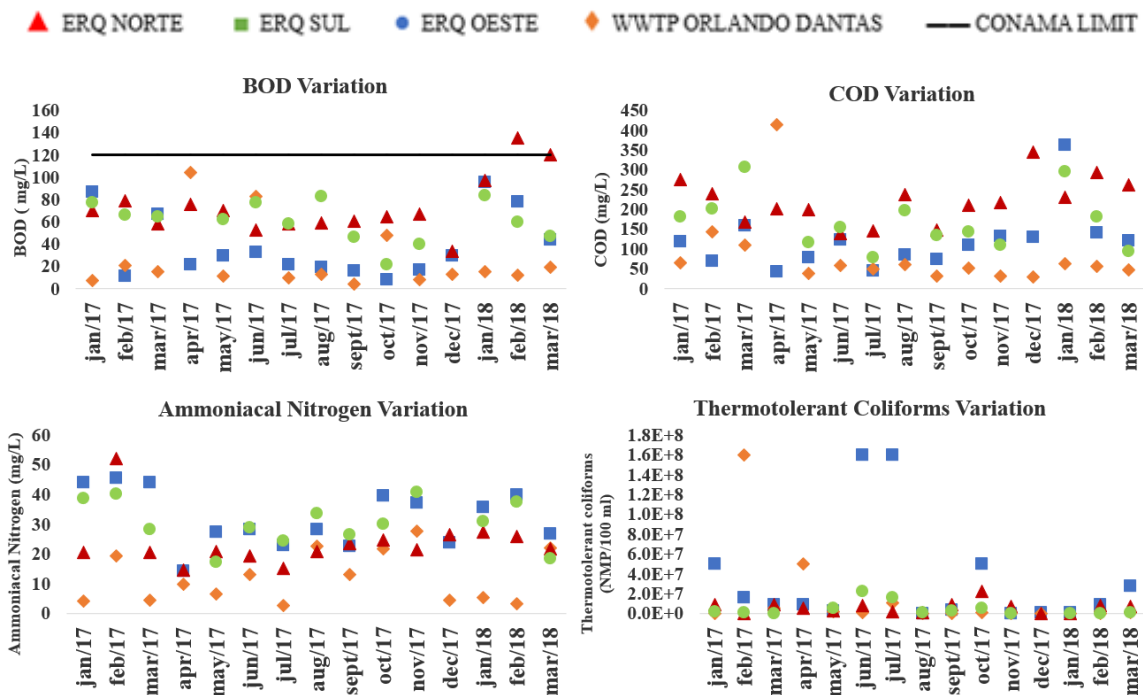 ERQ NORTE ERQ SUL ERQ OESTE WWTP ORLANDO DANTAS CONAMA LIMIT
BOD Variation
BOD ( mg/L)
160
140
120
100
80
60
40
20
0
jan/17 feb/17 mar/17 apr/17 may/17 jun/17 jul/17 aug/17 sept/17 oct/17 nov/17 dec/17 jan/18 feb/18 mar/18
COD Variation
COD (mg/L)
450
400
350
300
250
200
150
100
50
0
jan/17 feb/17 mar/17 apr/17 may/17 jun/17 jul/17 aug/17 sept/17 oct/17 nov/17 dec/17 jan/18 feb/18 mar/18
Ammoniacal Nitrogen Variation
Ammoniacal Nitrogen (mg/L)
60
50
40
30
20
10
0
jan/17 feb/17 mar/17 apr/17 may/17 jun/17 jul/17 aug/17 sept/17 oct/17 nov/17 dec/17 jan/18 feb/18 mar/18
Thermotolerant Coliforms Variation
Thermotolerant coliforms
(NMP/100 ml)
1.8E+8
1.6E+8
1.4E+8
1.2E+8
1.0E+8
8.0E+7
6.0E+7
4.0E+7
2.0E+7
0.0E+0
jan/17 feb/17 mar/17 apr/17 may/17 jun/17 jul/17 aug/17 sept/17 oct/17 nov/17 dec/17 jan/18 feb/18 mar/18